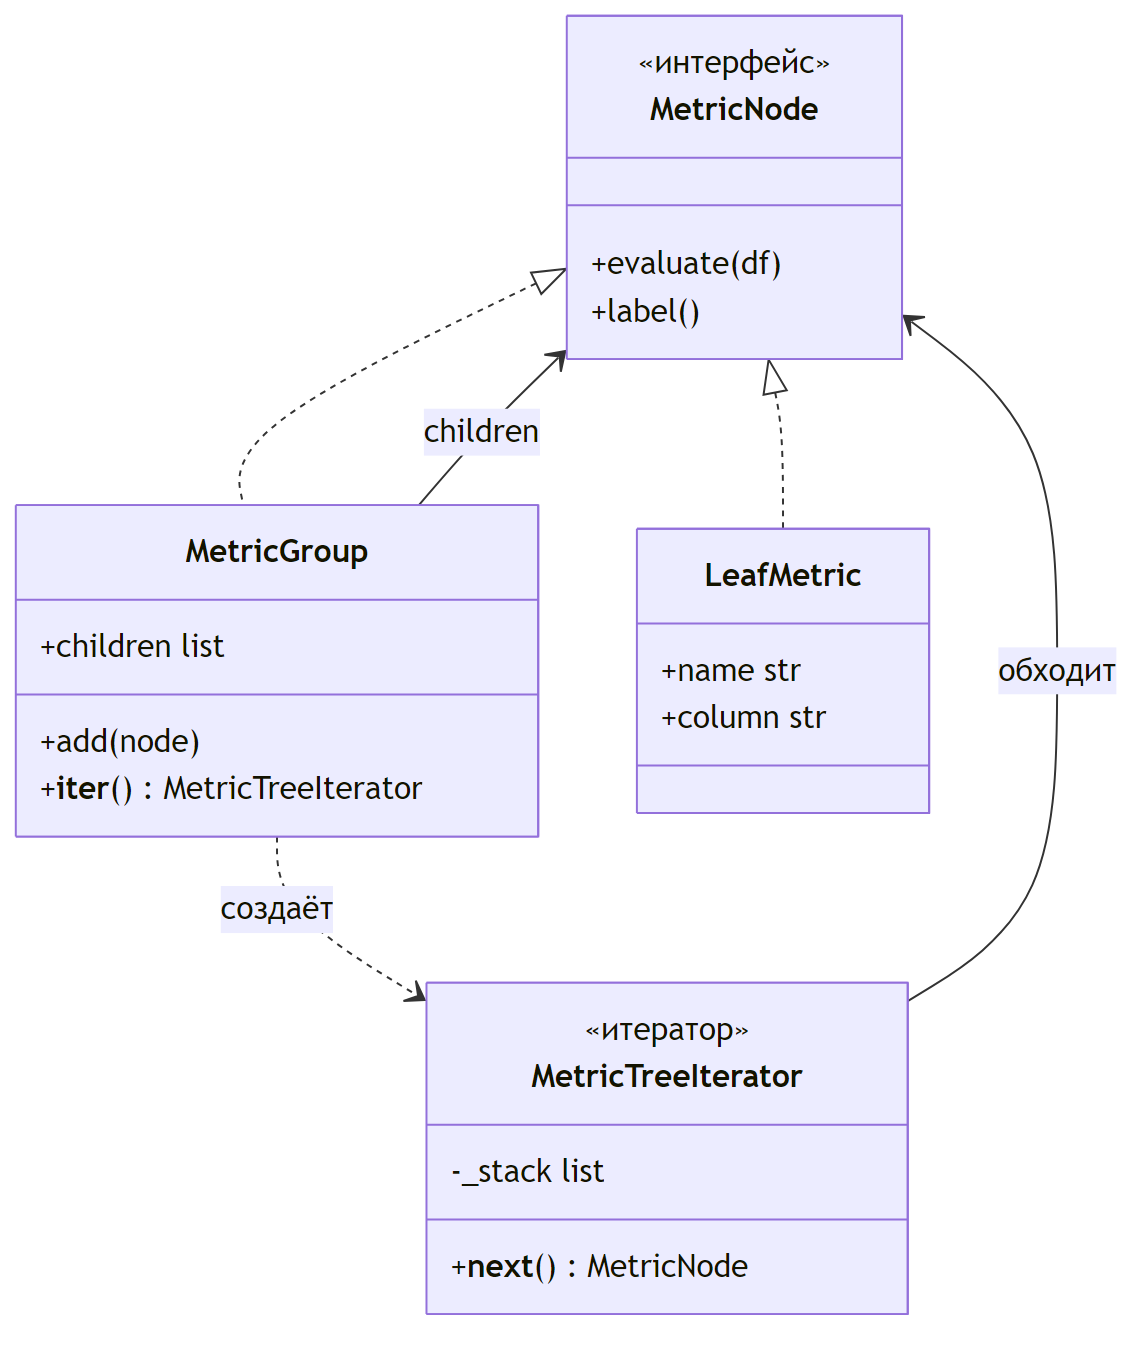 «интерфейс»
MetricNode
+evaluate(df)
+label()
children
MetricGroup
+children list
+add(node)
+iter() : MetricTreeIterator
LeafMetric
+name str
+column str
обходит
создаёт
«итератор»
MetricTreeIterator
-_stack list
+next() : MetricNode